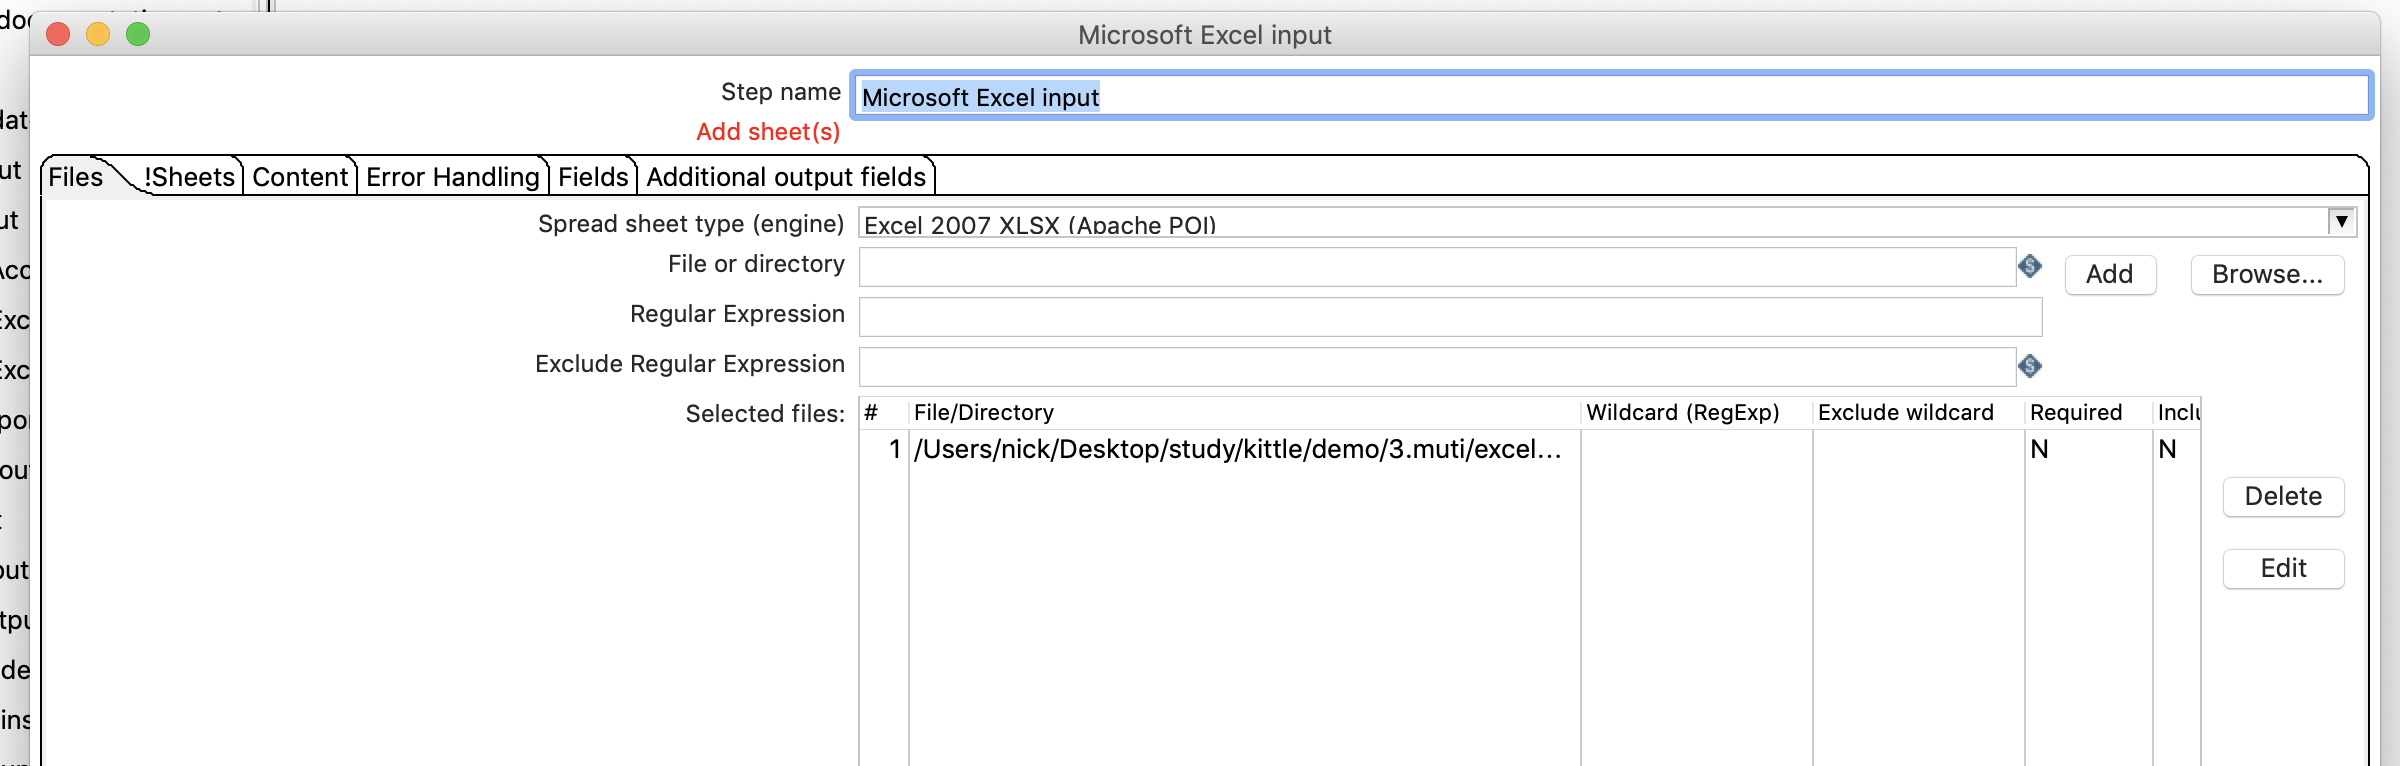 Microsoft Excel input
Step name Microsoft Excel input
Add sheet(s)
Files !Sheets Content Error Handling Fields Additional output fields
Spread sheet type (engine) Excel 2007 XLSX (Apache POI)
File or directory Add Browse...
Regular Expression
Exclude Regular Expression
Selected files: # File/Directory Wildcard (RegExp) Exclude wildcard Required Inclu
1 /Users/nick/Desktop/study/kittle/demo/3.muti/excel... N N
Delete
Edit